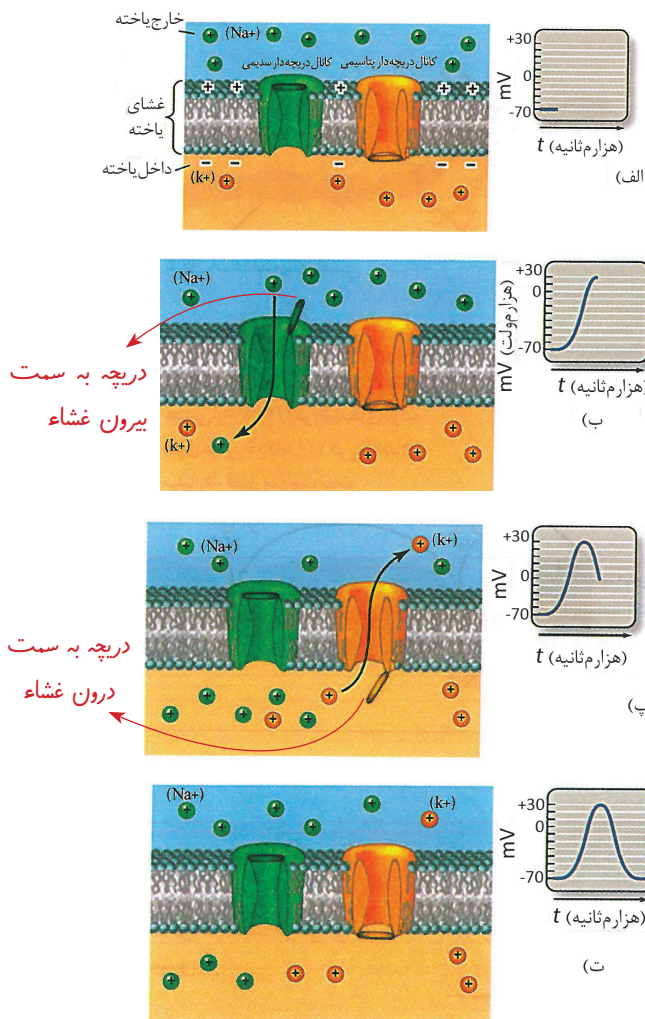 خارج یاخته
(Na+)
کانال دریچه‌دار سدیمی
کانال دریچه‌دار پتاسیمی
غشای
یاخته
داخل یاخته
(k+)
+30
0
-70
mV
t (هزارم ثانیه)
الف)
(Na+)
دریچه به سمت
بیرون غشاء
(k+)
+30
0
-70
mV (هزارم ولت)
t (هزارم ثانیه)
ب)
(Na+)
(k+)
دریچه به سمت
درون غشاء
+30
0
-70
mV
t (هزارم ثانیه)
پ)
(Na+)
(k+)
+30
0
-70
mV
t (هزارم ثانیه)
ت)